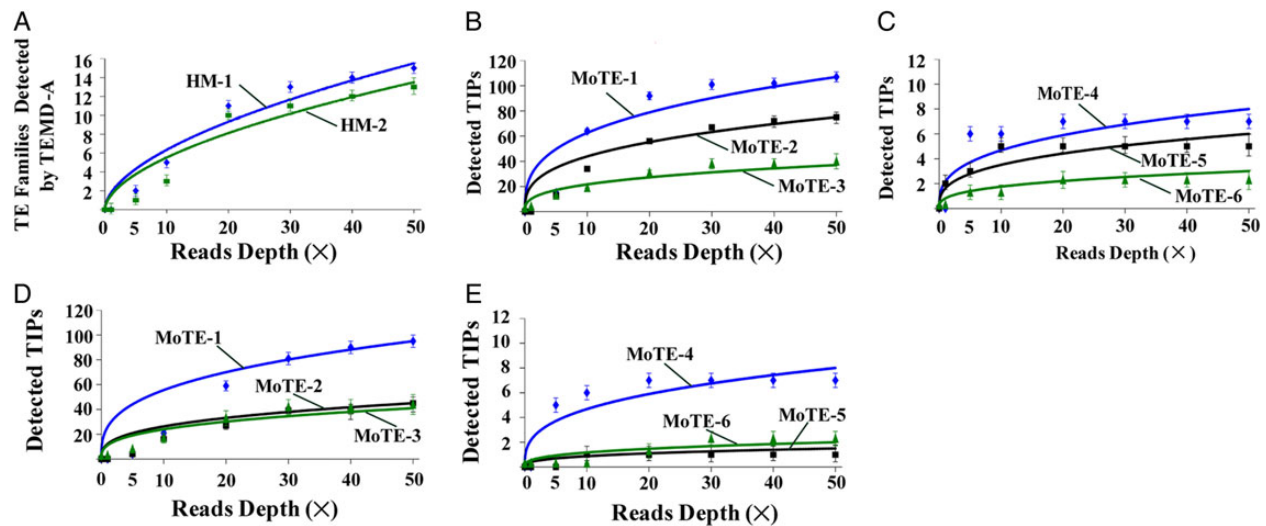 A
TE Families Detected
by TEMD-A
16
14
12
10
8
6
4
2
HM-1
HM-2
0 5 10 20 30 40 50
Reads Depth (×)
B
Detected TIPs
120
100
80
60
40
20
MoTE-1
MoTE-2
MoTE-3
0 5 10 20 30 40 50
Reads Depth (×)
C
Detected TIPs
12
10
8
6
4
2
MoTE-4
MoTE-5
MoTE-6
0 5 10 20 30 40 50
Reads Depth (×)
D
Detected TIPs
120
100
80
60
40
20
MoTE-1
MoTE-2
MoTE-3
0 5 10 20 30 40 50
Reads Depth (×)
E
Detected TIPs
12
10
8
6
4
2
MoTE-4
MoTE-6
MoTE-5
0 5 10 20 30 40 50
Reads Depth (×)